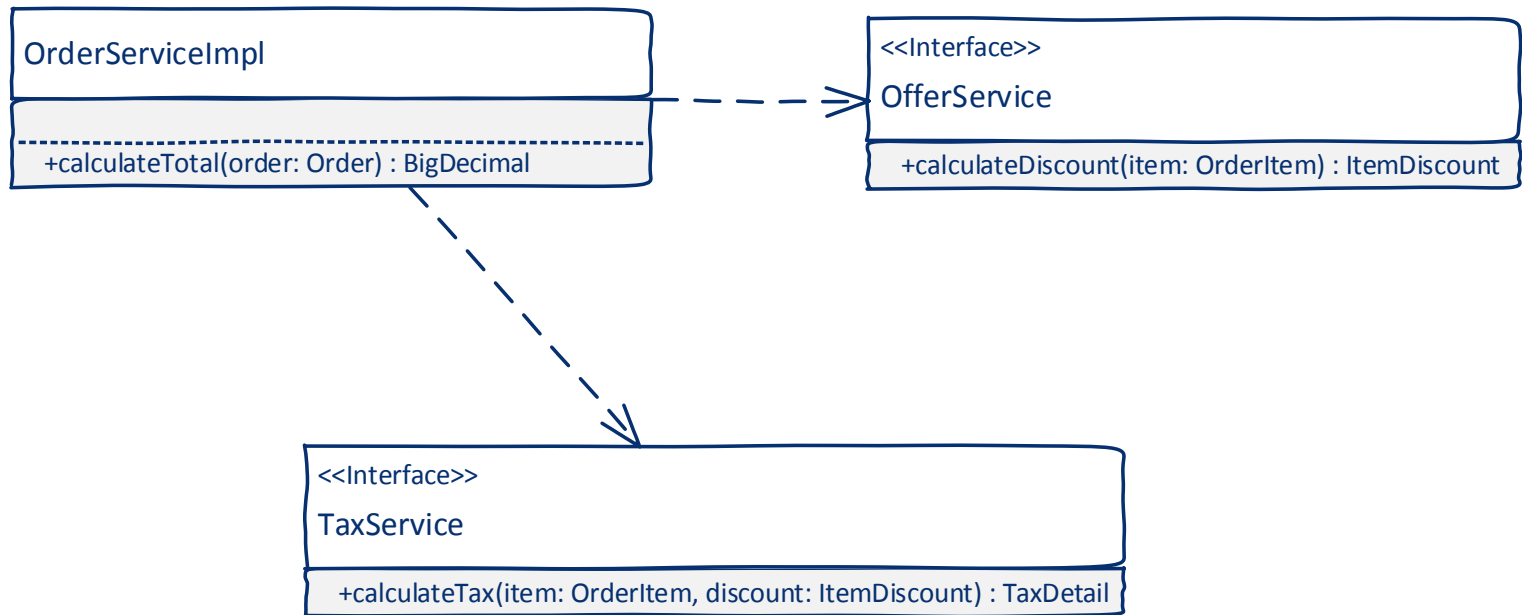 OrderServiceImpl
+calculateTotal(order: Order) : BigDecimal
<<Interface>>
OfferService
+calculateDiscount(item: OrderItem) : ItemDiscount
<<Interface>>
TaxService
+calculateTax(item: OrderItem, discount: ItemDiscount) : TaxDetail